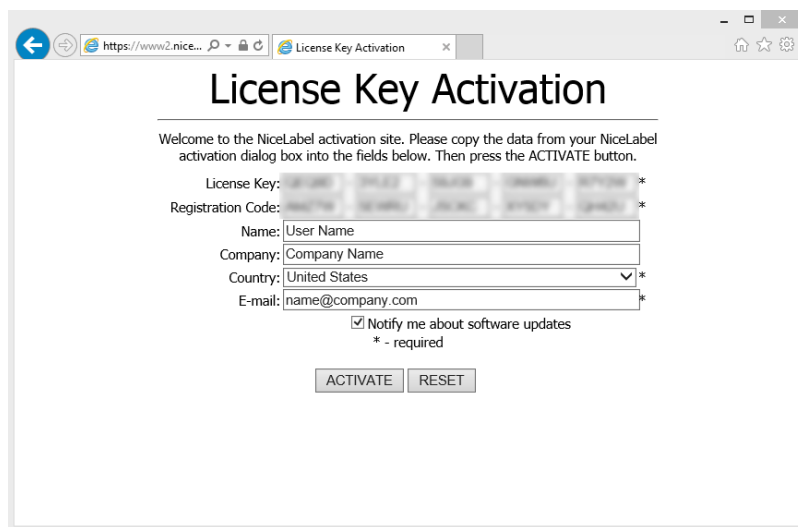 https://www2.nice...
License Key Activation
License Key Activation
Welcome to the NiceLabel activation site. Please copy the data from your NiceLabel
activation dialog box into the fields below. Then press the ACTIVATE button.
License Key: - - - - *
Registration Code: - - - - *
Name: User Name
Company: Company Name
Country: United States *
E-mail: name@company.com *
Notify me about software updates
* - required
ACTIVATE RESET